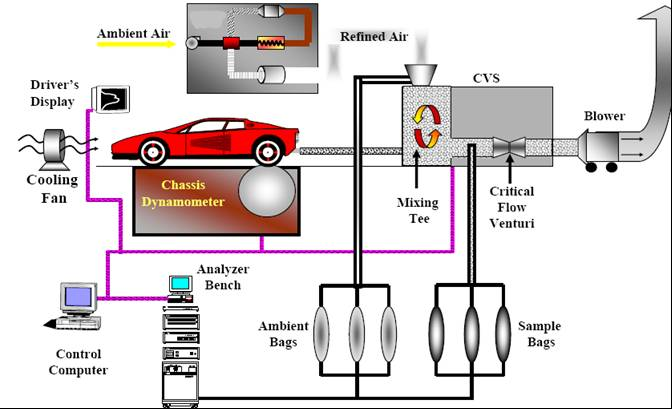 Ambient Air
Refined Air
Driver's
Display
CVS
Blower
Cooling
Fan
Chassis
Dynamometer
Mixing
Tee
Critical
Flow
Venturi
Analyzer
Bench
Ambient
Bags
Sample
Bags
Control
Computer